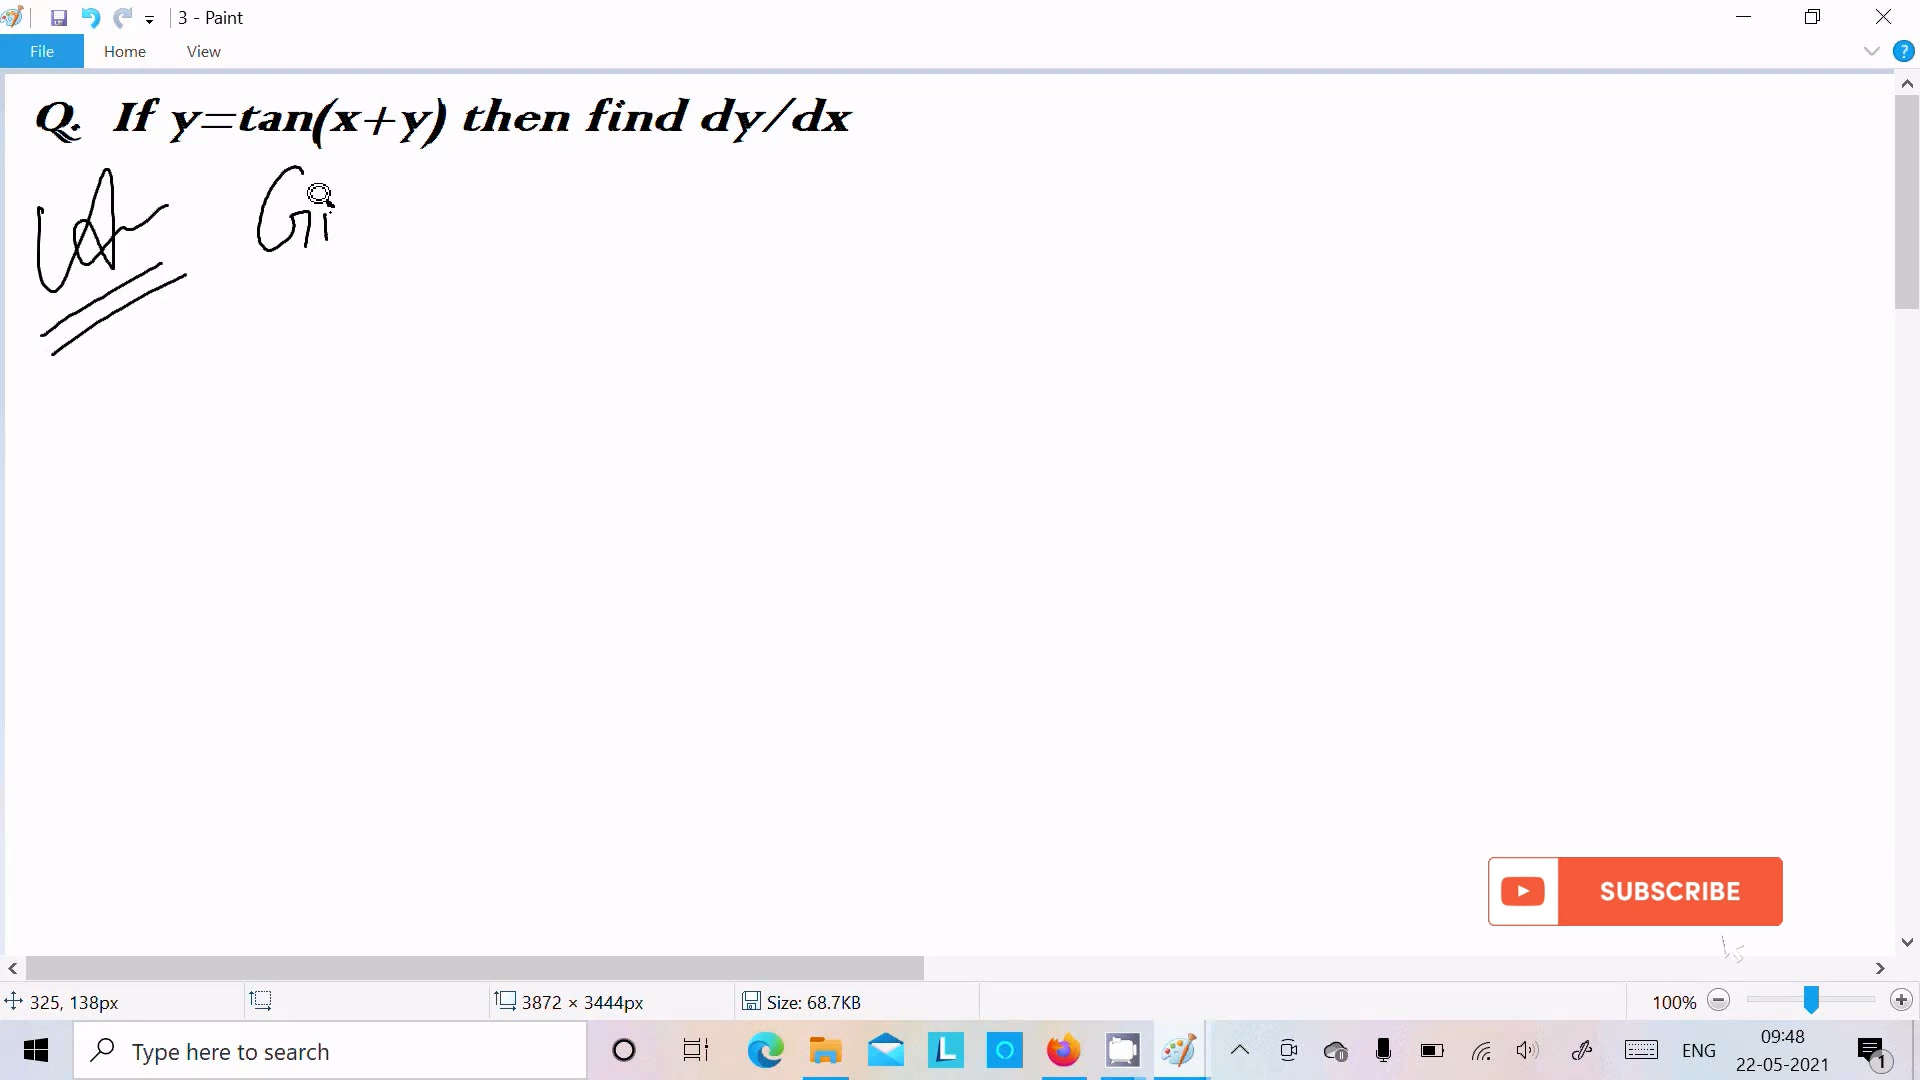 3 - Paint
File Home View
Q. If y=tan(x+y) then find dy/dx
Gi
SUBSCRIBE
325, 138px 3872 × 3444px Size: 68.7KB 100%
Type here to search
ENG
09:48
22-05-2021
1